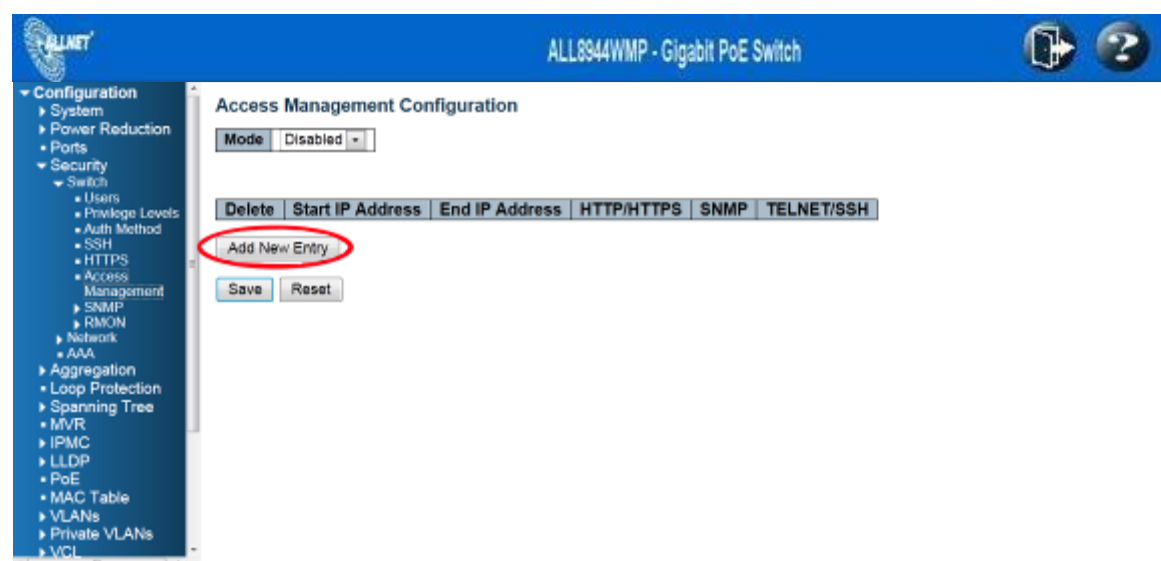 ALLNET
ALL8944WMP - Gigabit PoE Switch
Configuration
System
Power Reduction
Ports
Security
Switch
Users
Privilege Levels
Auth Method
SSH
HTTPS
Access
Management
SNMP
RMON
Network
AAA
Aggregation
Loop Protection
Spanning Tree
MVR
IPMC
LLDP
PoE
MAC Table
VLANs
Private VLANs
VCL
Access Management Configuration
Mode Disabled
Delete Start IP Address End IP Address HTTP/HTTPS SNMP TELNET/SSH
Add New Entry
Save Reset